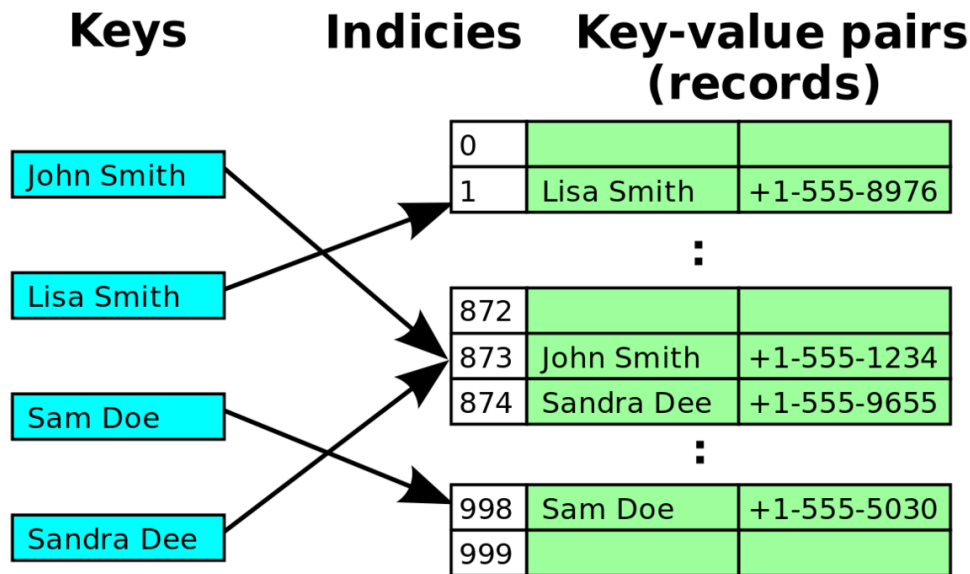 Keys
Indicies
Key-value pairs
(records)
John Smith
Lisa Smith
Sam Doe
Sandra Dee
0
1 Lisa Smith +1-555-8976
:
872
873 John Smith +1-555-1234
874 Sandra Dee +1-555-9655
:
998 Sam Doe +1-555-5030
999